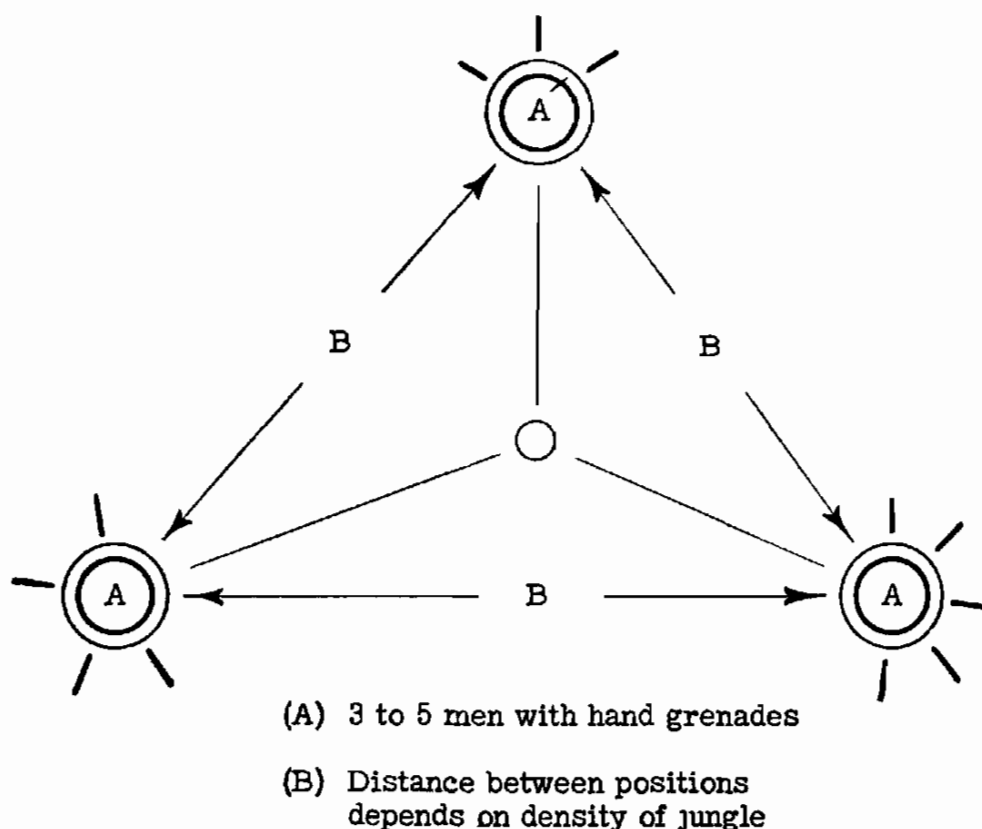 A
B
B
A
B
A
(A) 3 to 5 men with hand grenades
(B) Distance between positions
depends on density of jungle